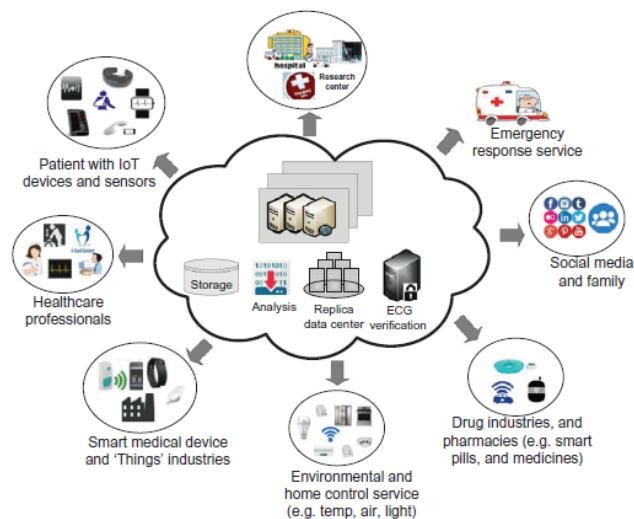 hospital
Research
center
Emergency
response service
Patient with IoT
devices and sensors
Social media
and family
Healthcare
professionals
Storage
Analysis
Replica
data center
ECG
verification
Smart medical device
and ‘Things’ industries
Environmental and
home control service
(e.g. temp, air, light)
Drug industries, and
pharmacies (e.g. smart
pills, and medicines)